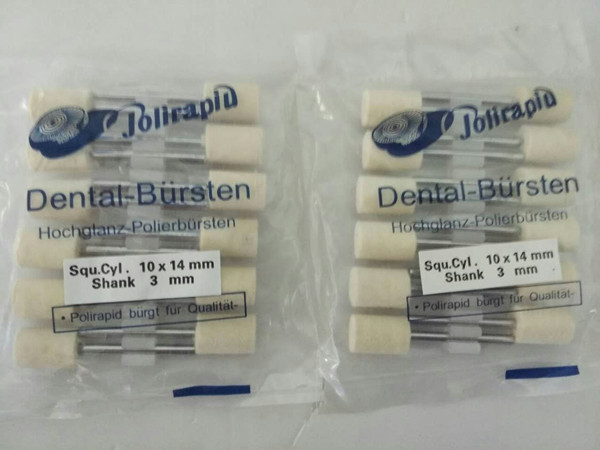 Polirapid
Dental-Bürsten
Hochglanz-Polierbürsten
Squ.Cyl. 10 x 14 mm
Shank 3 mm
• Polirapid bürgt für Qualität-
Polirapid
Dental-Bürsten
Hochglanz-Polierbürsten
Squ.Cyl. 10 x 14 mm
Shank 3 mm
• Polirapid bürgt für Qualität-